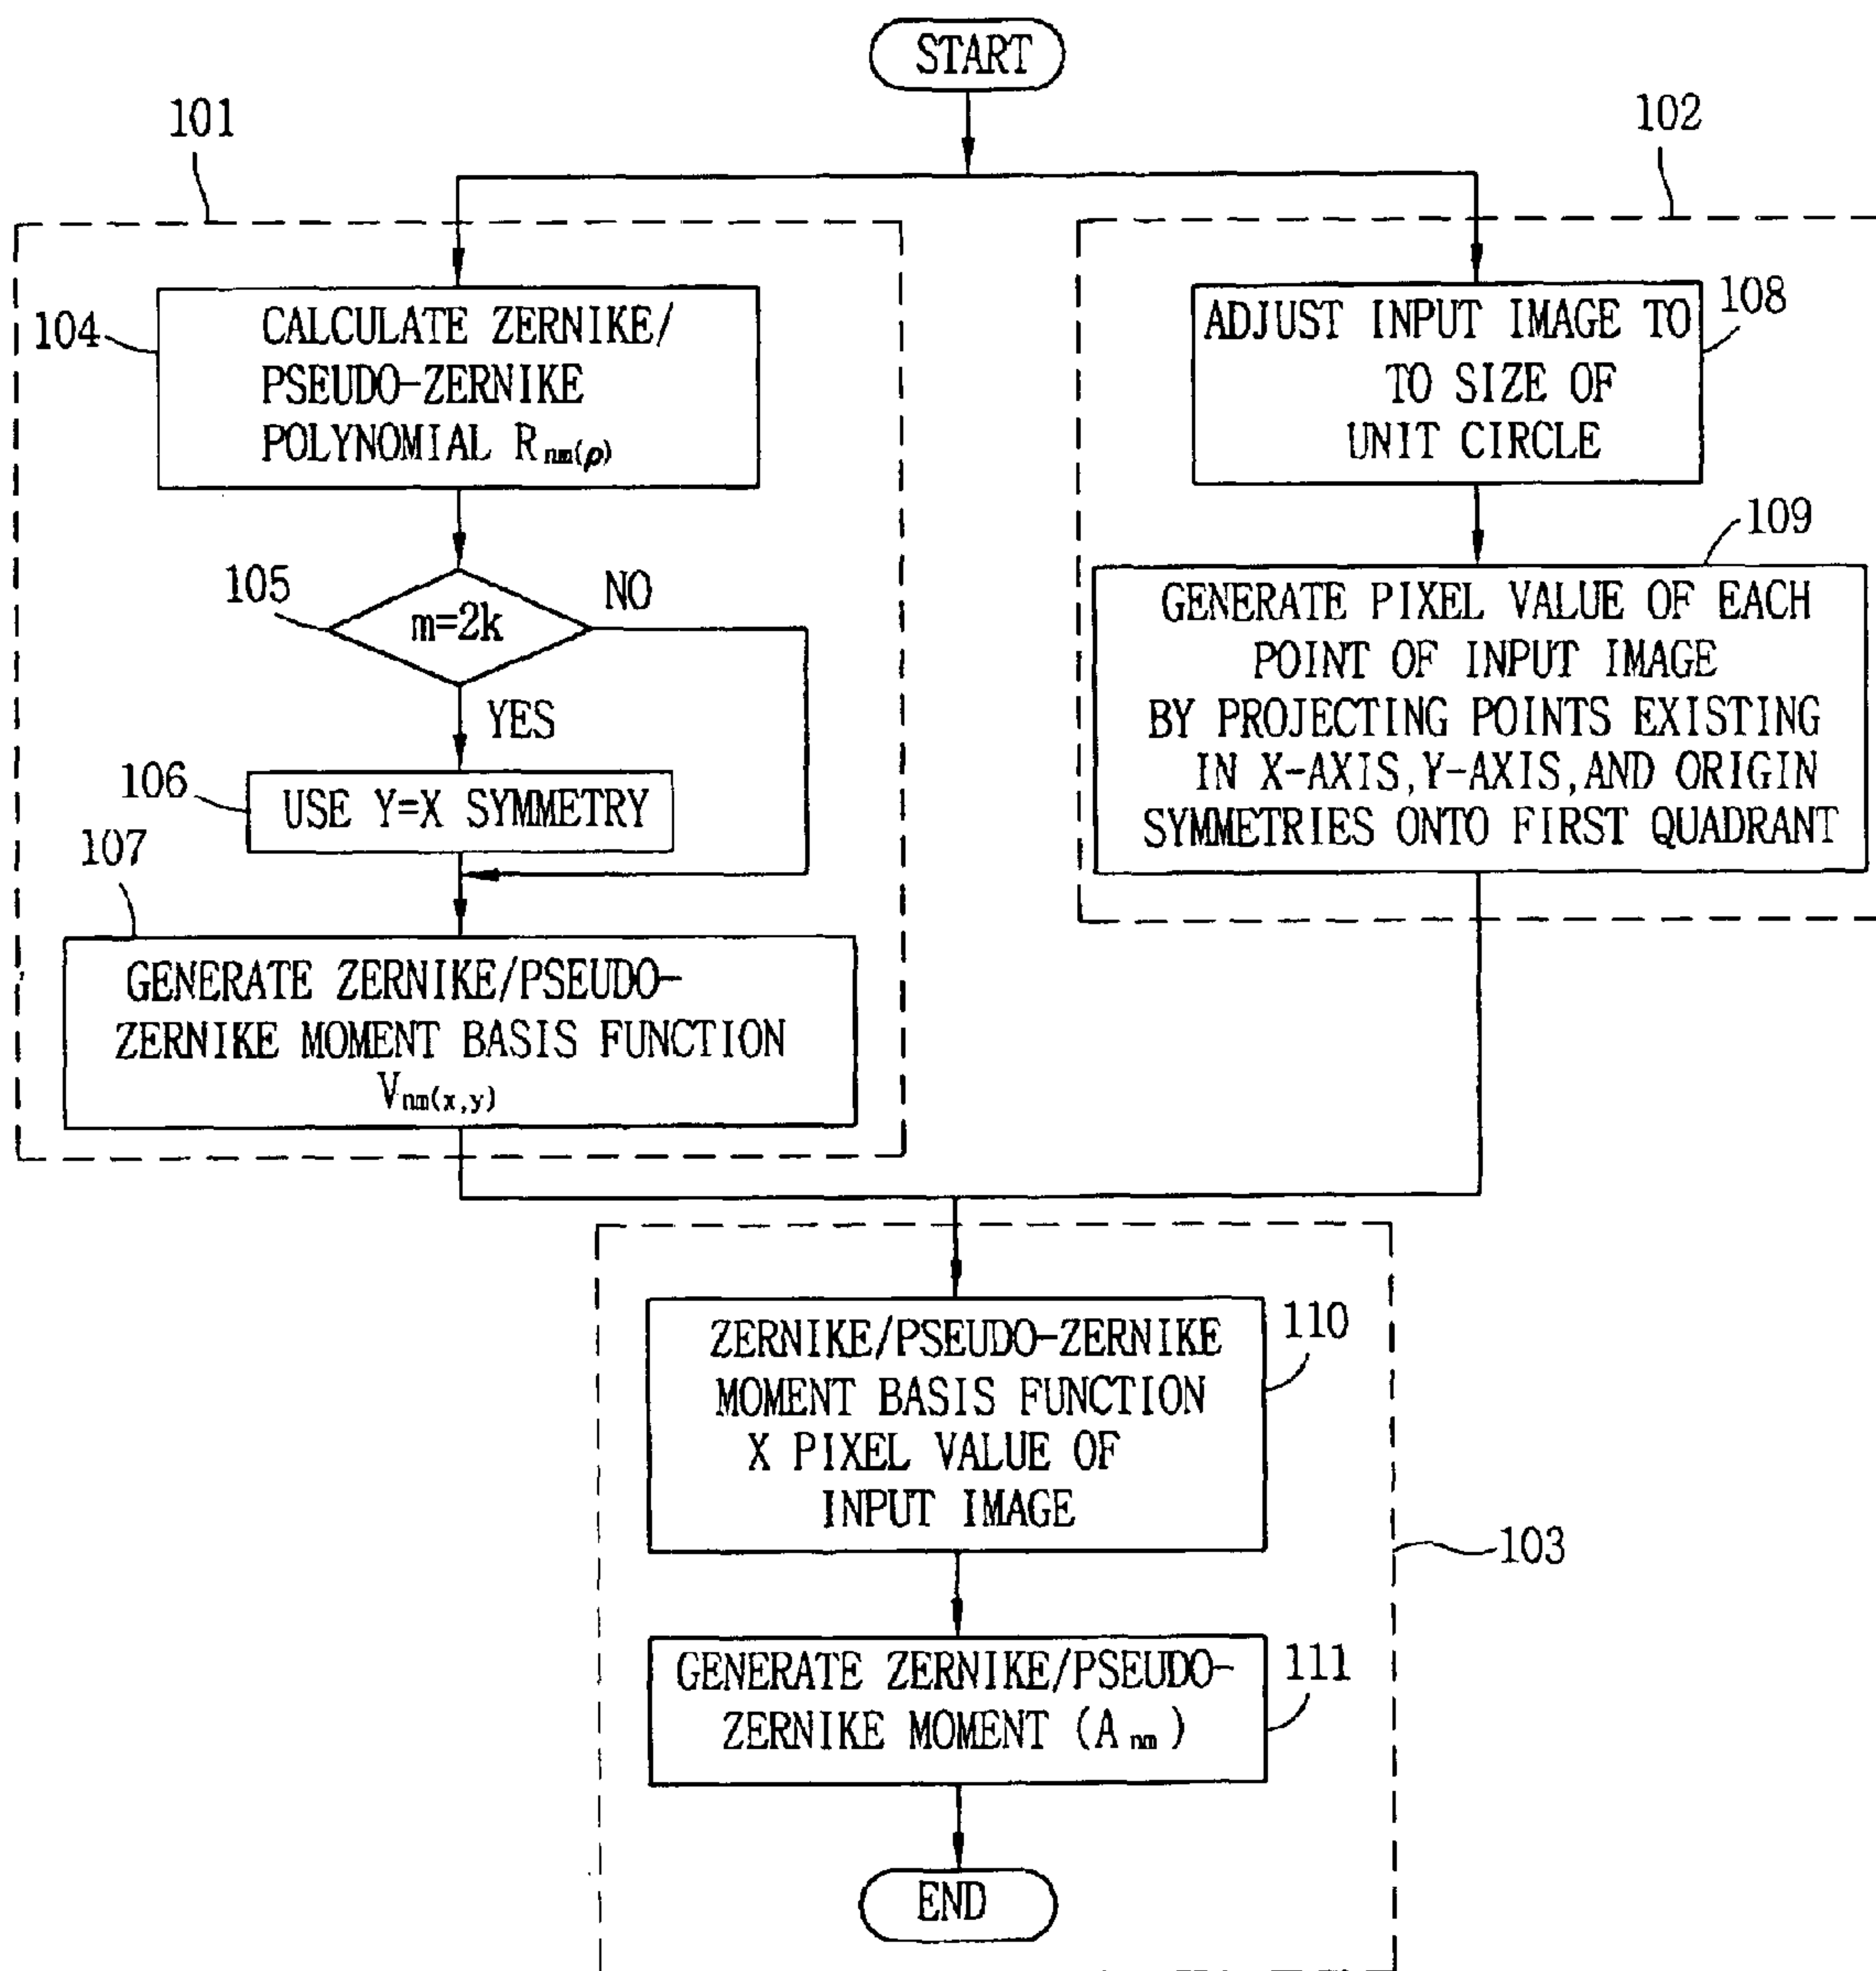 START
101
102
104
CALCULATE ZERNIKE/
PSEUDO-ZERNIKE
POLYNOMIAL Rnm(ρ)
105
m=2k
NO
YES
106
USE Y=X SYMMETRY
107
GENERATE ZERNIKE/PSEUDO-
ZERNIKE MOMENT BASIS FUNCTION
Vnm(x,y)
108
ADJUST INPUT IMAGE TO
TO SIZE OF
UNIT CIRCLE
109
GENERATE PIXEL VALUE OF EACH
POINT OF INPUT IMAGE
BY PROJECTING POINTS EXISTING
IN X-AXIS,Y-AXIS,AND ORIGIN
SYMMETRIES ONTO FIRST QUADRANT
110
ZERNIKE/PSEUDO-ZERNIKE
MOMENT BASIS FUNCTION
X PIXEL VALUE OF
INPUT IMAGE
103
111
GENERATE ZERNIKE/PSEUDO-
ZERNIKE MOMENT (Anm)
END